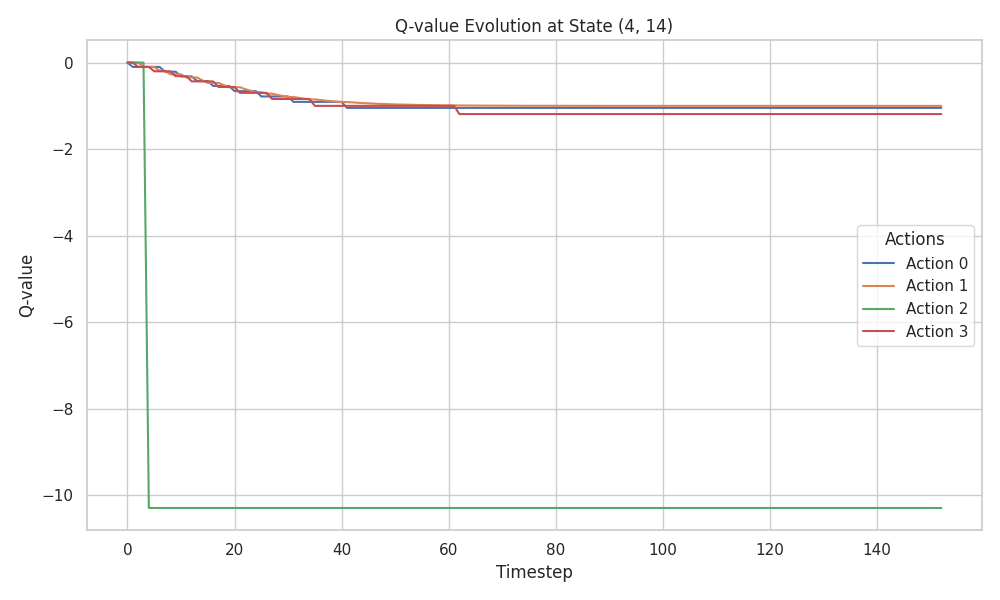 Q-value Evolution at State (4, 14)
Q-value
0
−2
−4
−6
−8
−10
Actions
Action 0
Action 1
Action 2
Action 3
0 20 40 60 80 100 120 140
Timestep